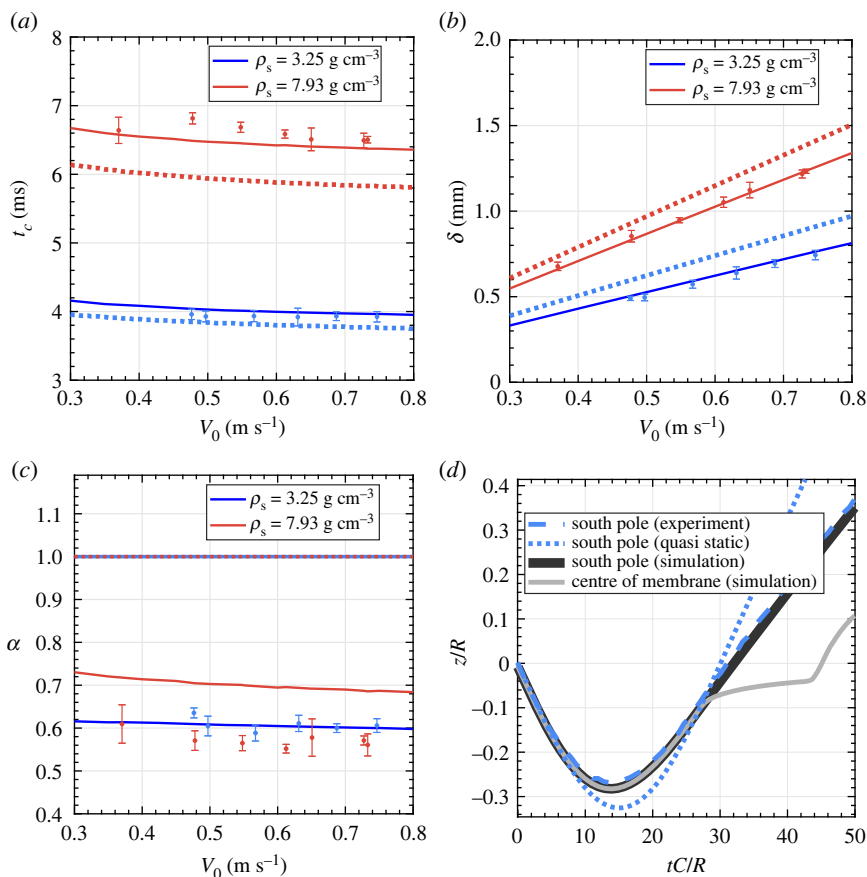 (a)
8
7
6
5
4
3
t_c (ms)
ρ_s = 3.25 g cm⁻³
ρ_s = 7.93 g cm⁻³
0.3 0.4 0.5 0.6 0.7 0.8
V_0 (m s⁻¹)
(b)
2.0
1.5
1.0
0.5
0
δ (mm)
ρ_s = 3.25 g cm⁻³
ρ_s = 7.93 g cm⁻³
0.3 0.4 0.5 0.6 0.7 0.8
V_0 (m s⁻¹)
(c)
1.1
1.0
0.9
0.8
0.7
0.6
0.5
0.4
α
ρ_s = 3.25 g cm⁻³
ρ_s = 7.93 g cm⁻³
0.3 0.4 0.5 0.6 0.7 0.8
V_0 (m s⁻¹)
(d)
0.4
0.3
0.2
0.1
0
−0.1
−0.2
−0.3
z/R
south pole (experiment)
south pole (quasi static)
south pole (simulation)
centre of membrane (simulation)
0 10 20 30 40 50
tC/R